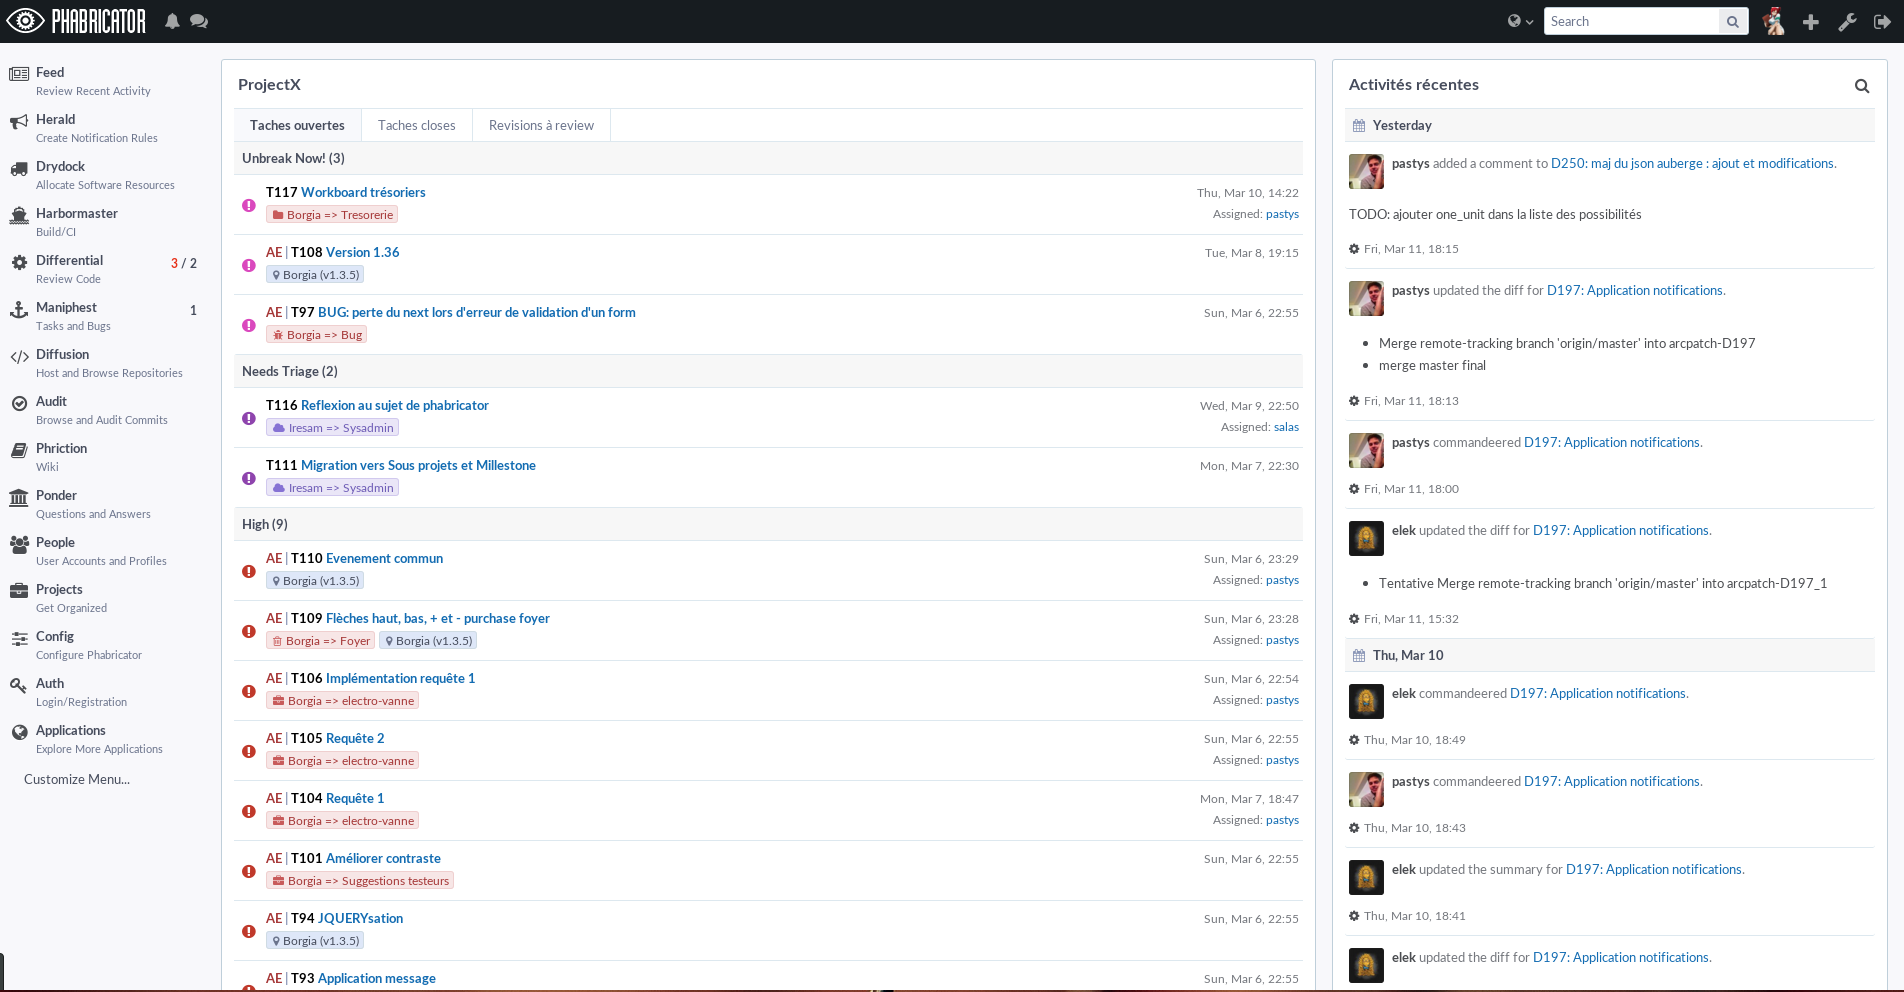 PHABRICATOR
Search
Feed
Review Recent Activity
Herald
Create Notification Rules
Drydock
Allocate Software Resources
Harbormaster
Build/CI
Differential 3 / 2
Review Code
Maniphest 1
Tasks and Bugs
Diffusion
Host and Browse Repositories
Audit
Browse and Audit Commits
Phriction
Wiki
Ponder
Questions and Answers
People
User Accounts and Profiles
Projects
Get Organized
Config
Configure Phabricator
Auth
Login/Registration
Applications
Explore More Applications
Customize Menu...
ProjectX
Taches ouvertes Taches closes Revisions à review
Unbreak Now! (3)
T117 Workboard trésoriers Thu, Mar 10, 14:22
Borgia => Tresorerie Assigned: pastys
AE | T108 Version 1.36 Tue, Mar 8, 19:15
Borgia (v1.3.5)
AE | T97 BUG: perte du next lors d'erreur de validation d'un form Sun, Mar 6, 22:55
Borgia => Bug
Needs Triage (2)
T116 Reflexion au sujet de phabricator Wed, Mar 9, 22:50
Iresam => Sysadmin Assigned: salas
T111 Migration vers Sous projets et Millestone Mon, Mar 7, 22:30
Iresam => Sysadmin
High (9)
AE | T110 Evenement commun Sun, Mar 6, 23:29
Borgia (v1.3.5) Assigned: pastys
AE | T109 Flèches haut, bas, + et - purchase foyer Sun, Mar 6, 23:28
Borgia => Foyer Borgia (v1.3.5) Assigned: pastys
AE | T106 Implémentation requête 1 Sun, Mar 6, 22:54
Borgia => electro-vanne Assigned: pastys
AE | T105 Requête 2 Sun, Mar 6, 22:55
Borgia => electro-vanne Assigned: pastys
AE | T104 Requête 1 Mon, Mar 7, 18:47
Borgia => electro-vanne Assigned: pastys
AE | T101 Améliorer contraste Sun, Mar 6, 22:55
Borgia => Suggestions testeurs
AE | T94 JQUERYsation Sun, Mar 6, 22:55
Borgia (v1.3.5)
AE | T93 Application message Sun, Mar 6, 22:55
Activités récentes
Yesterday
pastys added a comment to D250: maj du json auberge : ajout et modifications.
TODO: ajouter one_unit dans la liste des possibilités
Fri, Mar 11, 18:15
pastys updated the diff for D197: Application notifications.
• Merge remote-tracking branch 'origin/master' into arcpatch-D197
• merge master final
Fri, Mar 11, 18:13
pastys commandeered D197: Application notifications.
Fri, Mar 11, 18:00
elek updated the diff for D197: Application notifications.
• Tentative Merge remote-tracking branch 'origin/master' into arcpatch-D197_1
Fri, Mar 11, 15:32
Thu, Mar 10
elek commandeered D197: Application notifications.
Thu, Mar 10, 18:49
pastys commandeered D197: Application notifications.
Thu, Mar 10, 18:43
elek updated the summary for D197: Application notifications.
Thu, Mar 10, 18:41
elek updated the diff for D197: Application notifications.